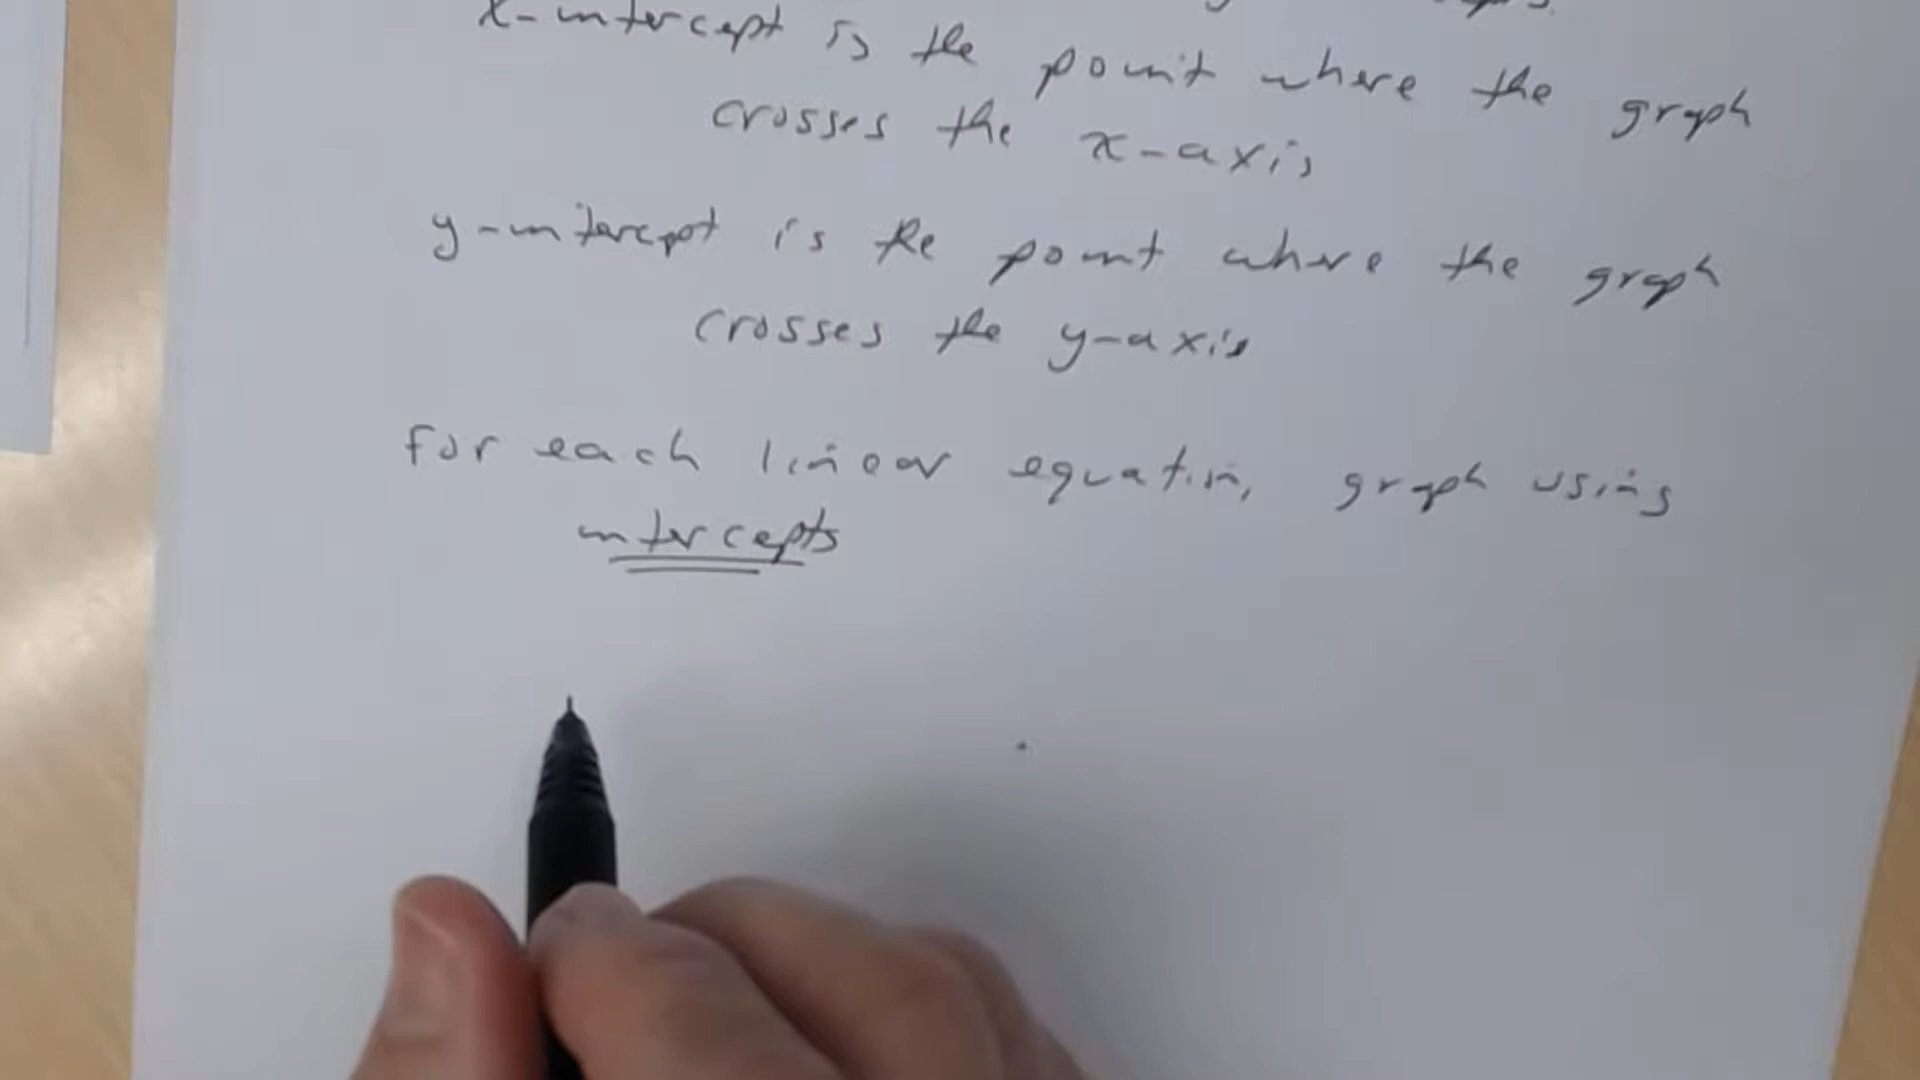 x-intercept is the point where the graph
crosses the x-axis
y-intercept is the point where the graph
crosses the y-axis
for each linear equation, graph using
intercepts